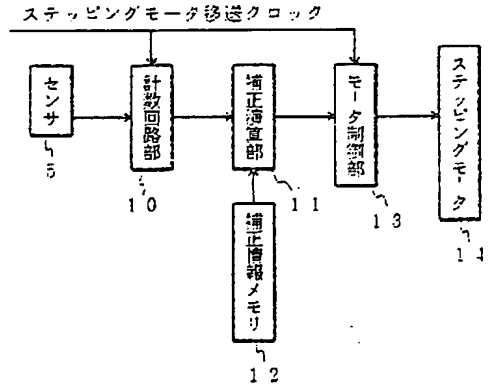 ステッピングモータ移送クロック
センサ
計数回路部
補正演算部
モータ制御部
ステッピングモータ
10
11
13
14
補正情報メモリ
12